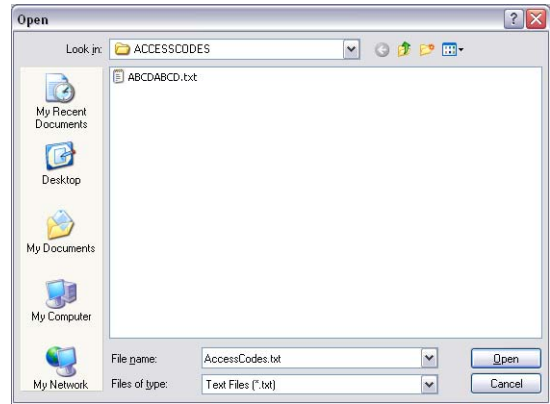 Open
Look in: ACCESSCODES
ABCDABCD.txt
My Recent
Documents
Desktop
My Documents
My Computer
My Network
File name: AccessCodes.txt Open
Files of type: Text Files (*.txt) Cancel